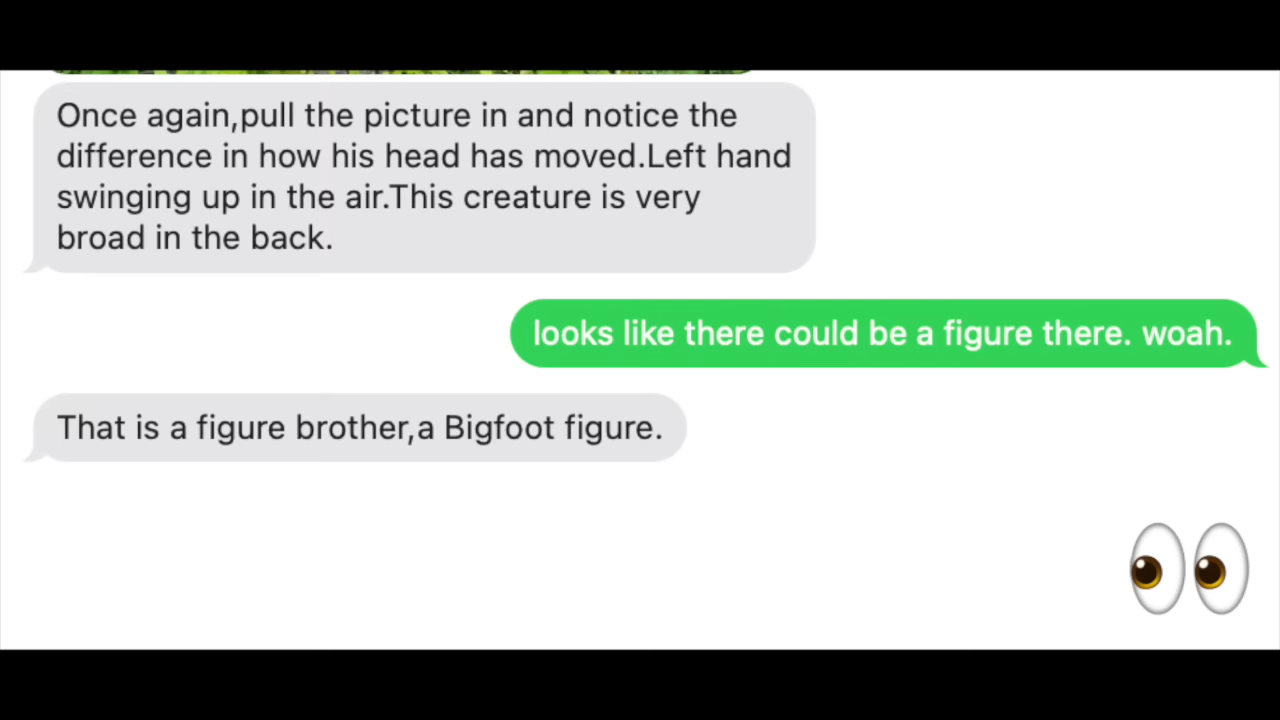 Once again,pull the picture in and notice the
difference in how his head has moved.Left hand
swinging up in the air.This creature is very
broad in the back.
looks like there could be a figure there. woah.
That is a figure brother,a Bigfoot figure.